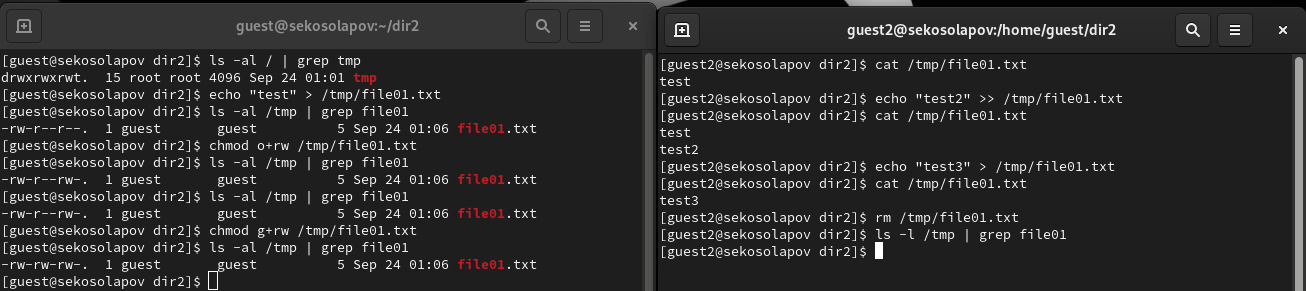 guest@sekosolapov:~/dir2
[guest@sekosolapov dir2]$ ls -al / | grep tmp
drwxrwxrwt.  15 root root 4096 Sep 24 01:01 tmp
[guest@sekosolapov dir2]$ echo "test" > /tmp/file01.txt
[guest@sekosolapov dir2]$ ls -al /tmp | grep file01
-rw-r--r--.  1 guest        guest           5 Sep 24 01:06 file01.txt
[guest@sekosolapov dir2]$ chmod o+rw /tmp/file01.txt
[guest@sekosolapov dir2]$ ls -al /tmp | grep file01
-rw-r--rw-.  1 guest        guest           5 Sep 24 01:06 file01.txt
[guest@sekosolapov dir2]$ ls -al /tmp | grep file01
-rw-r--rw-.  1 guest        guest           5 Sep 24 01:06 file01.txt
[guest@sekosolapov dir2]$ chmod g+rw /tmp/file01.txt
[guest@sekosolapov dir2]$ ls -al /tmp | grep file01
-rw-rw-rw-.  1 guest        guest           5 Sep 24 01:06 file01.txt
[guest@sekosolapov dir2]$
guest2@sekosolapov:/home/guest/dir2
[guest2@sekosolapov dir2]$ cat /tmp/file01.txt
test
[guest2@sekosolapov dir2]$ echo "test2" >> /tmp/file01.txt
[guest2@sekosolapov dir2]$ cat /tmp/file01.txt
test
test2
[guest2@sekosolapov dir2]$ echo "test3" > /tmp/file01.txt
[guest2@sekosolapov dir2]$ cat /tmp/file01.txt
test3
[guest2@sekosolapov dir2]$ rm /tmp/file01.txt
[guest2@sekosolapov dir2]$ ls -l /tmp | grep file01
[guest2@sekosolapov dir2]$